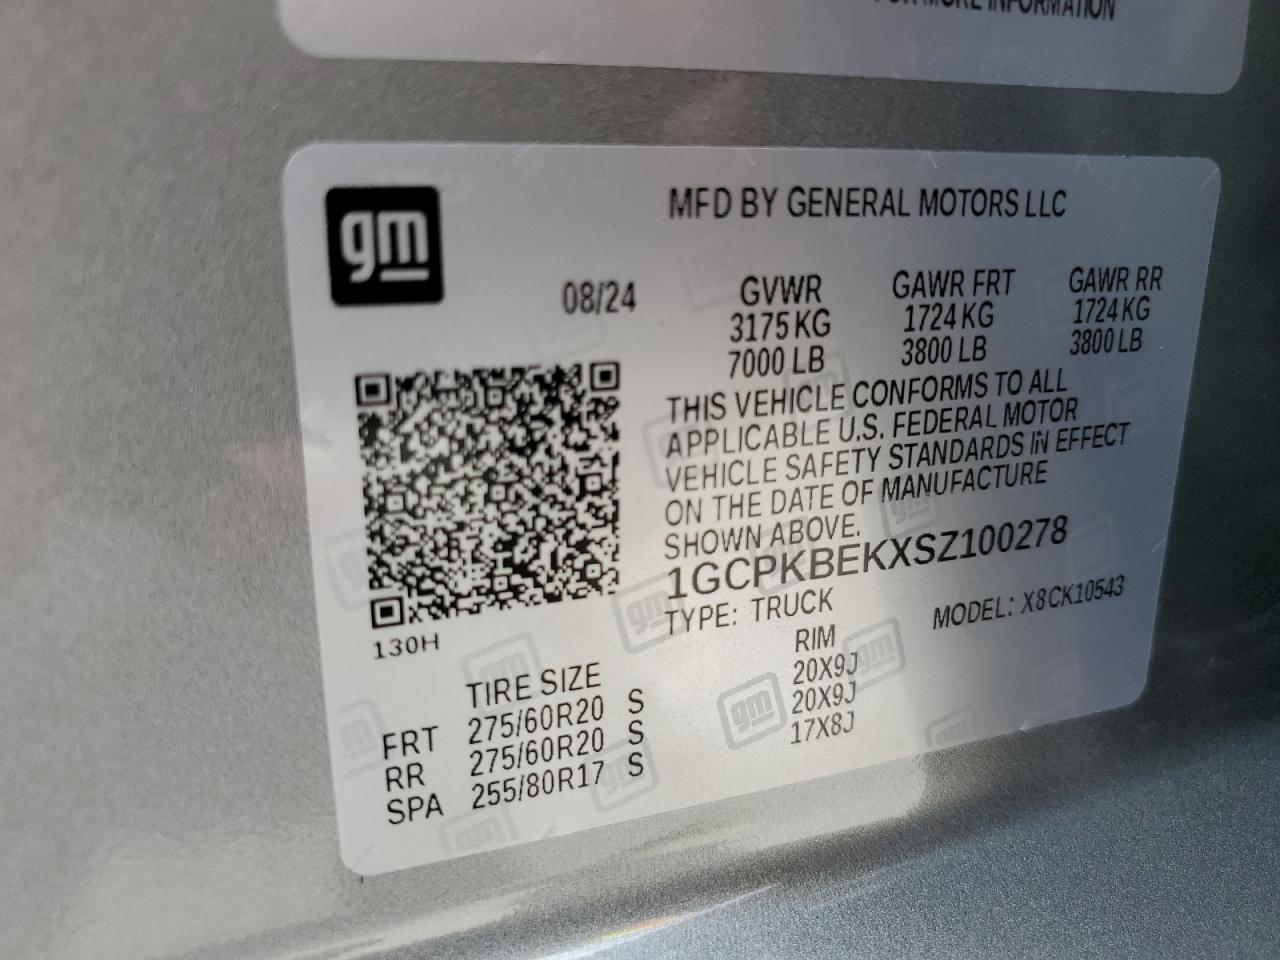 FOR MORE INFORMATION
gm
MFD BY GENERAL MOTORS LLC
08/24
GVWR GAWR FRT GAWR RR
3175 KG 1724 KG 1724 KG
7000 LB 3800 LB 3800 LB
THIS VEHICLE CONFORMS TO ALL
APPLICABLE U.S. FEDERAL MOTOR
VEHICLE SAFETY STANDARDS IN EFFECT
ON THE DATE OF MANUFACTURE
SHOWN ABOVE.
1GCPKBEKXSZ100278
TYPE: TRUCK MODEL: X8CK10543
130H
TIRE SIZE RIM
FRT 275/60R20 S 20X9J
RR 275/60R20 S 20X9J
SPA 255/80R17 S 17X8J